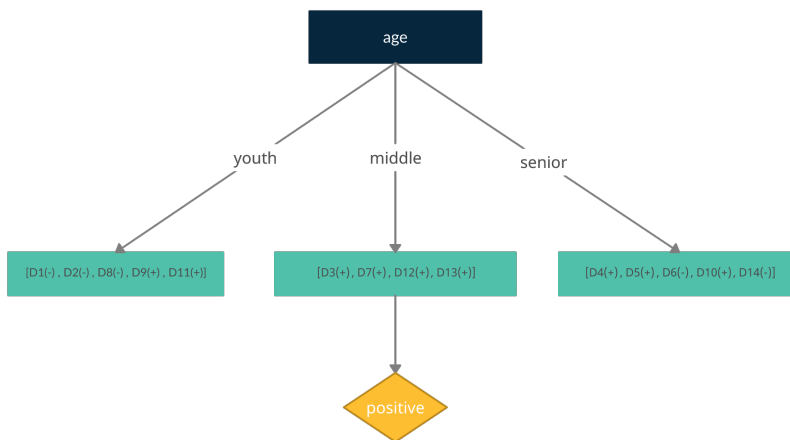 age
youth
middle
senior
[D1(-) , D2(-) , D8(-) , D9(+) , D11(+)]
[D3(+) , D7(+) , D12(+) , D13(+)]
[D4(+) , D5(+) , D6(-) , D10(+) , D14(-)]
positive